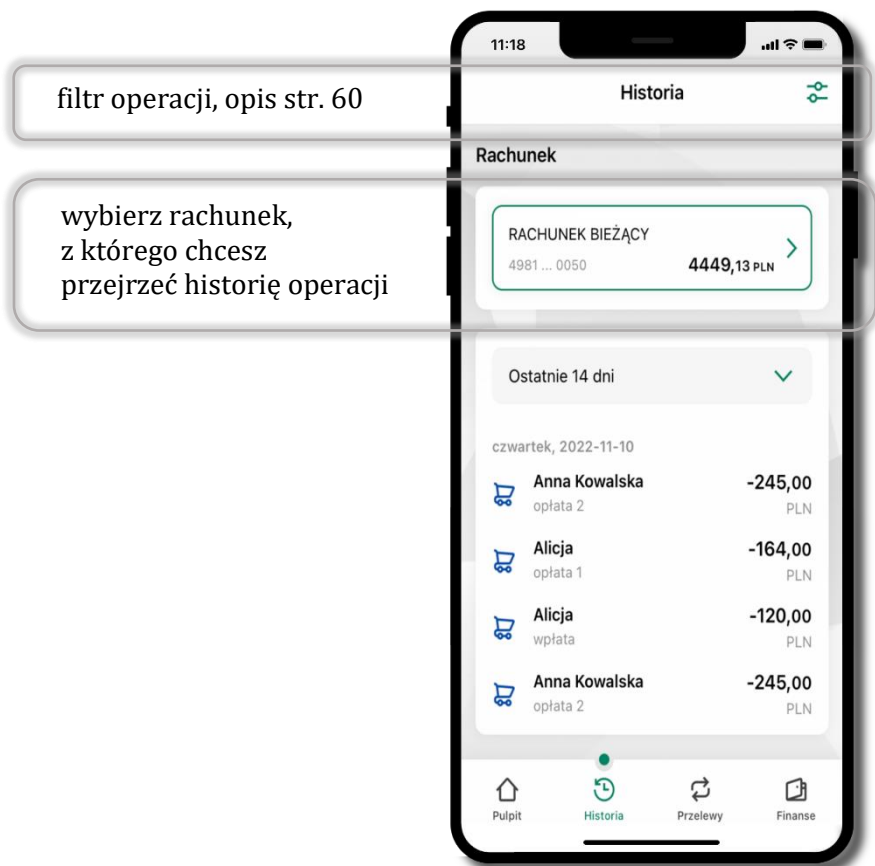 11:18
filtr operacji, opis str. 60
Historia
Rachunek
wybierz rachunek,
z którego chcesz
przejrzeć historię operacji
RACHUNEK BIEŻĄCY
4981 ... 0050 4449,13 PLN
Ostatnie 14 dni
czwartek, 2022-11-10
Anna Kowalska -245,00
opłata 2 PLN
Alicja -164,00
opłata 1 PLN
Alicja -120,00
wpłata PLN
Anna Kowalska -245,00
opłata 2 PLN
Pulpit Historia Przelewy Finanse